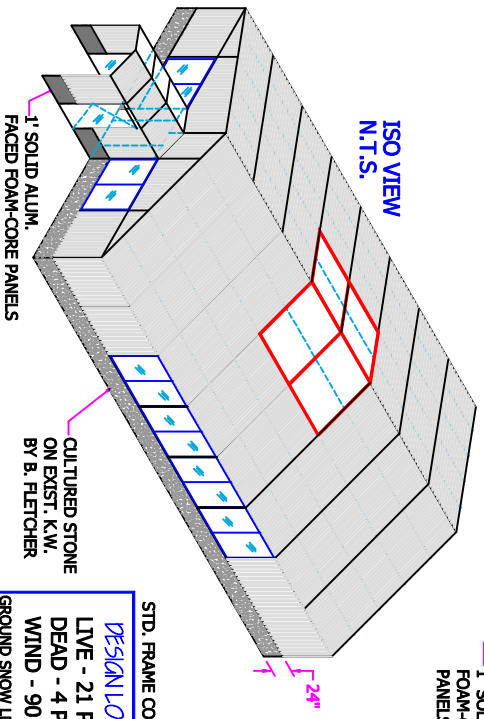 ISO VIEW
N.T.S.
1" SOLID ALUM.
FACED FOAM-CORE PANELS
CULTURED STONE
ON EXIST. K.W.
BY B. FLETCHER
24"
1" SOL
FOAM-
PANELS
STD. FRAME CO
DESIGN LO
LIVE - 21 P
DEAD - 4 P
WIND - 90
GROUND SNOW L